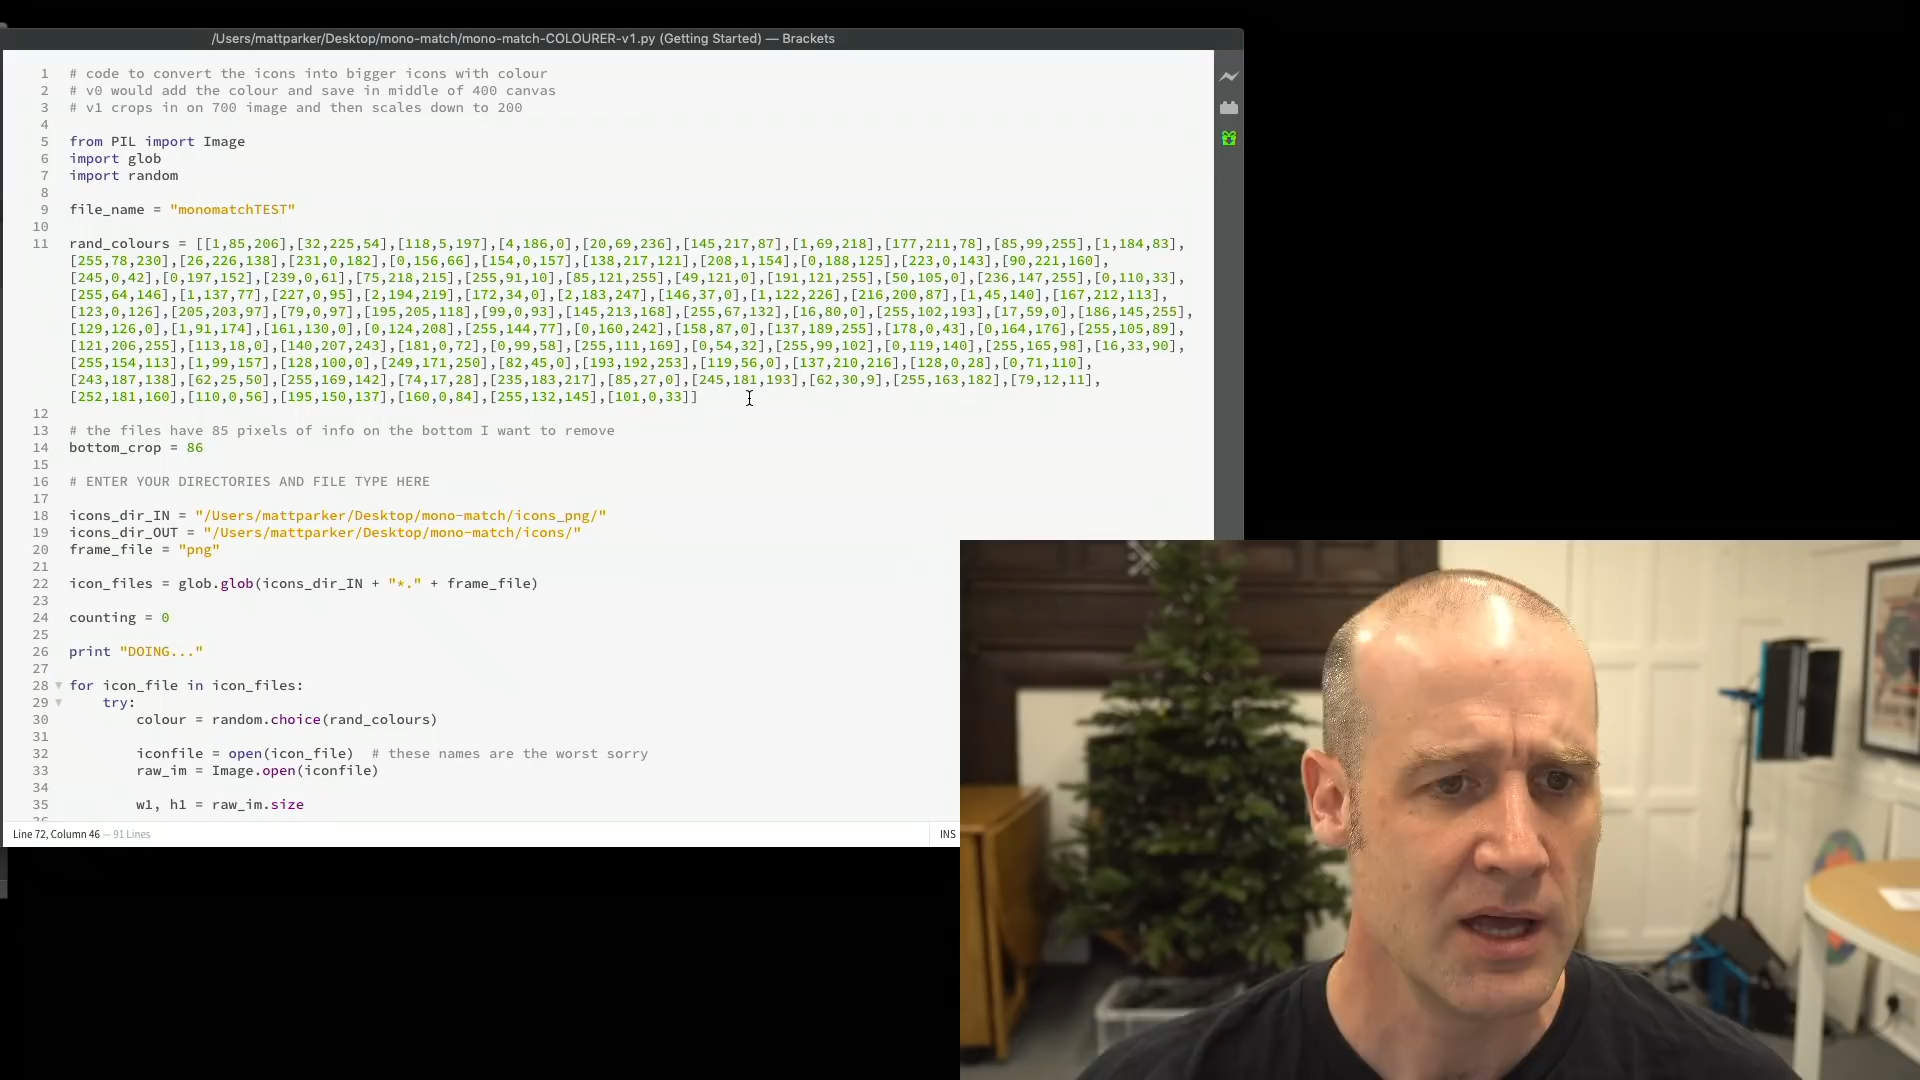 /Users/mattparker/Desktop/mono-match/mono-match-COLOURER-v1.py (Getting Started) — Brackets
1 # code to convert the icons into bigger icons with colour
2 # v0 would add the colour and save in middle of 400 canvas
3 # v1 crops in on 700 image and then scales down to 200
4
5 from PIL import Image
6 import glob
7 import random
8
9 file_name = "monomatchTEST"
10
11 rand_colours = [[1,85,206],[32,225,54],[118,5,197],[4,186,0],[20,69,236],[145,217,87],[1,69,218],[177,211,78],[85,99,255],[1,184,83],
[255,78,230],[26,226,138],[231,0,182],[0,156,66],[154,0,157],[138,217,121],[208,1,154],[0,188,125],[223,0,143],[90,221,160],
[245,0,42],[0,197,152],[239,0,61],[75,218,215],[255,91,10],[85,121,255],[49,121,0],[191,121,255],[50,105,0],[236,147,255],[0,110,33],
[255,64,146],[1,137,77],[227,0,95],[2,194,219],[172,34,0],[2,183,247],[146,37,0],[1,122,226],[216,200,87],[1,45,140],[167,212,113],
[123,0,126],[205,203,97],[79,0,97],[195,205,118],[99,0,93],[145,213,168],[255,67,132],[16,80,0],[255,102,193],[17,59,0],[186,145,255],
[129,126,0],[1,91,174],[161,130,0],[0,124,208],[255,144,77],[0,160,242],[158,87,0],[137,189,255],[178,0,43],[0,164,176],[255,105,89],
[121,206,255],[113,18,0],[140,207,243],[181,0,72],[0,99,58],[255,111,169],[0,54,32],[255,99,102],[0,119,140],[255,165,98],[16,33,90],
[255,154,113],[1,99,157],[128,100,0],[249,171,250],[82,45,0],[193,192,253],[119,56,0],[137,210,216],[128,0,28],[0,71,110],
[243,187,138],[62,25,50],[255,169,142],[74,17,28],[235,183,217],[85,27,0],[245,181,193],[62,30,9],[255,163,182],[79,12,11],
[252,181,160],[110,0,56],[195,150,137],[160,0,84],[255,132,145],[101,0,33]]
12
13 # the files have 85 pixels of info on the bottom I want to remove
14 bottom_crop = 86
15
16 # ENTER YOUR DIRECTORIES AND FILE TYPE HERE
17
18 icons_dir_IN = "/Users/mattparker/Desktop/mono-match/icons_png/"
19 icons_dir_OUT = "/Users/mattparker/Desktop/mono-match/icons/"
20 frame_file = "png"
21
22 icon_files = glob.glob(icons_dir_IN + "*." + frame_file)
23
24 counting = 0
25
26 print "DOING..."
27
28 for icon_file in icon_files:
29 try:
30 colour = random.choice(rand_colours)
31
32 iconfile = open(icon_file)  # these names are the worst sorry
33 raw_im = Image.open(iconfile)
34
35 w1, h1 = raw_im.size
Line 72, Column 46 — 91 Lines
INS